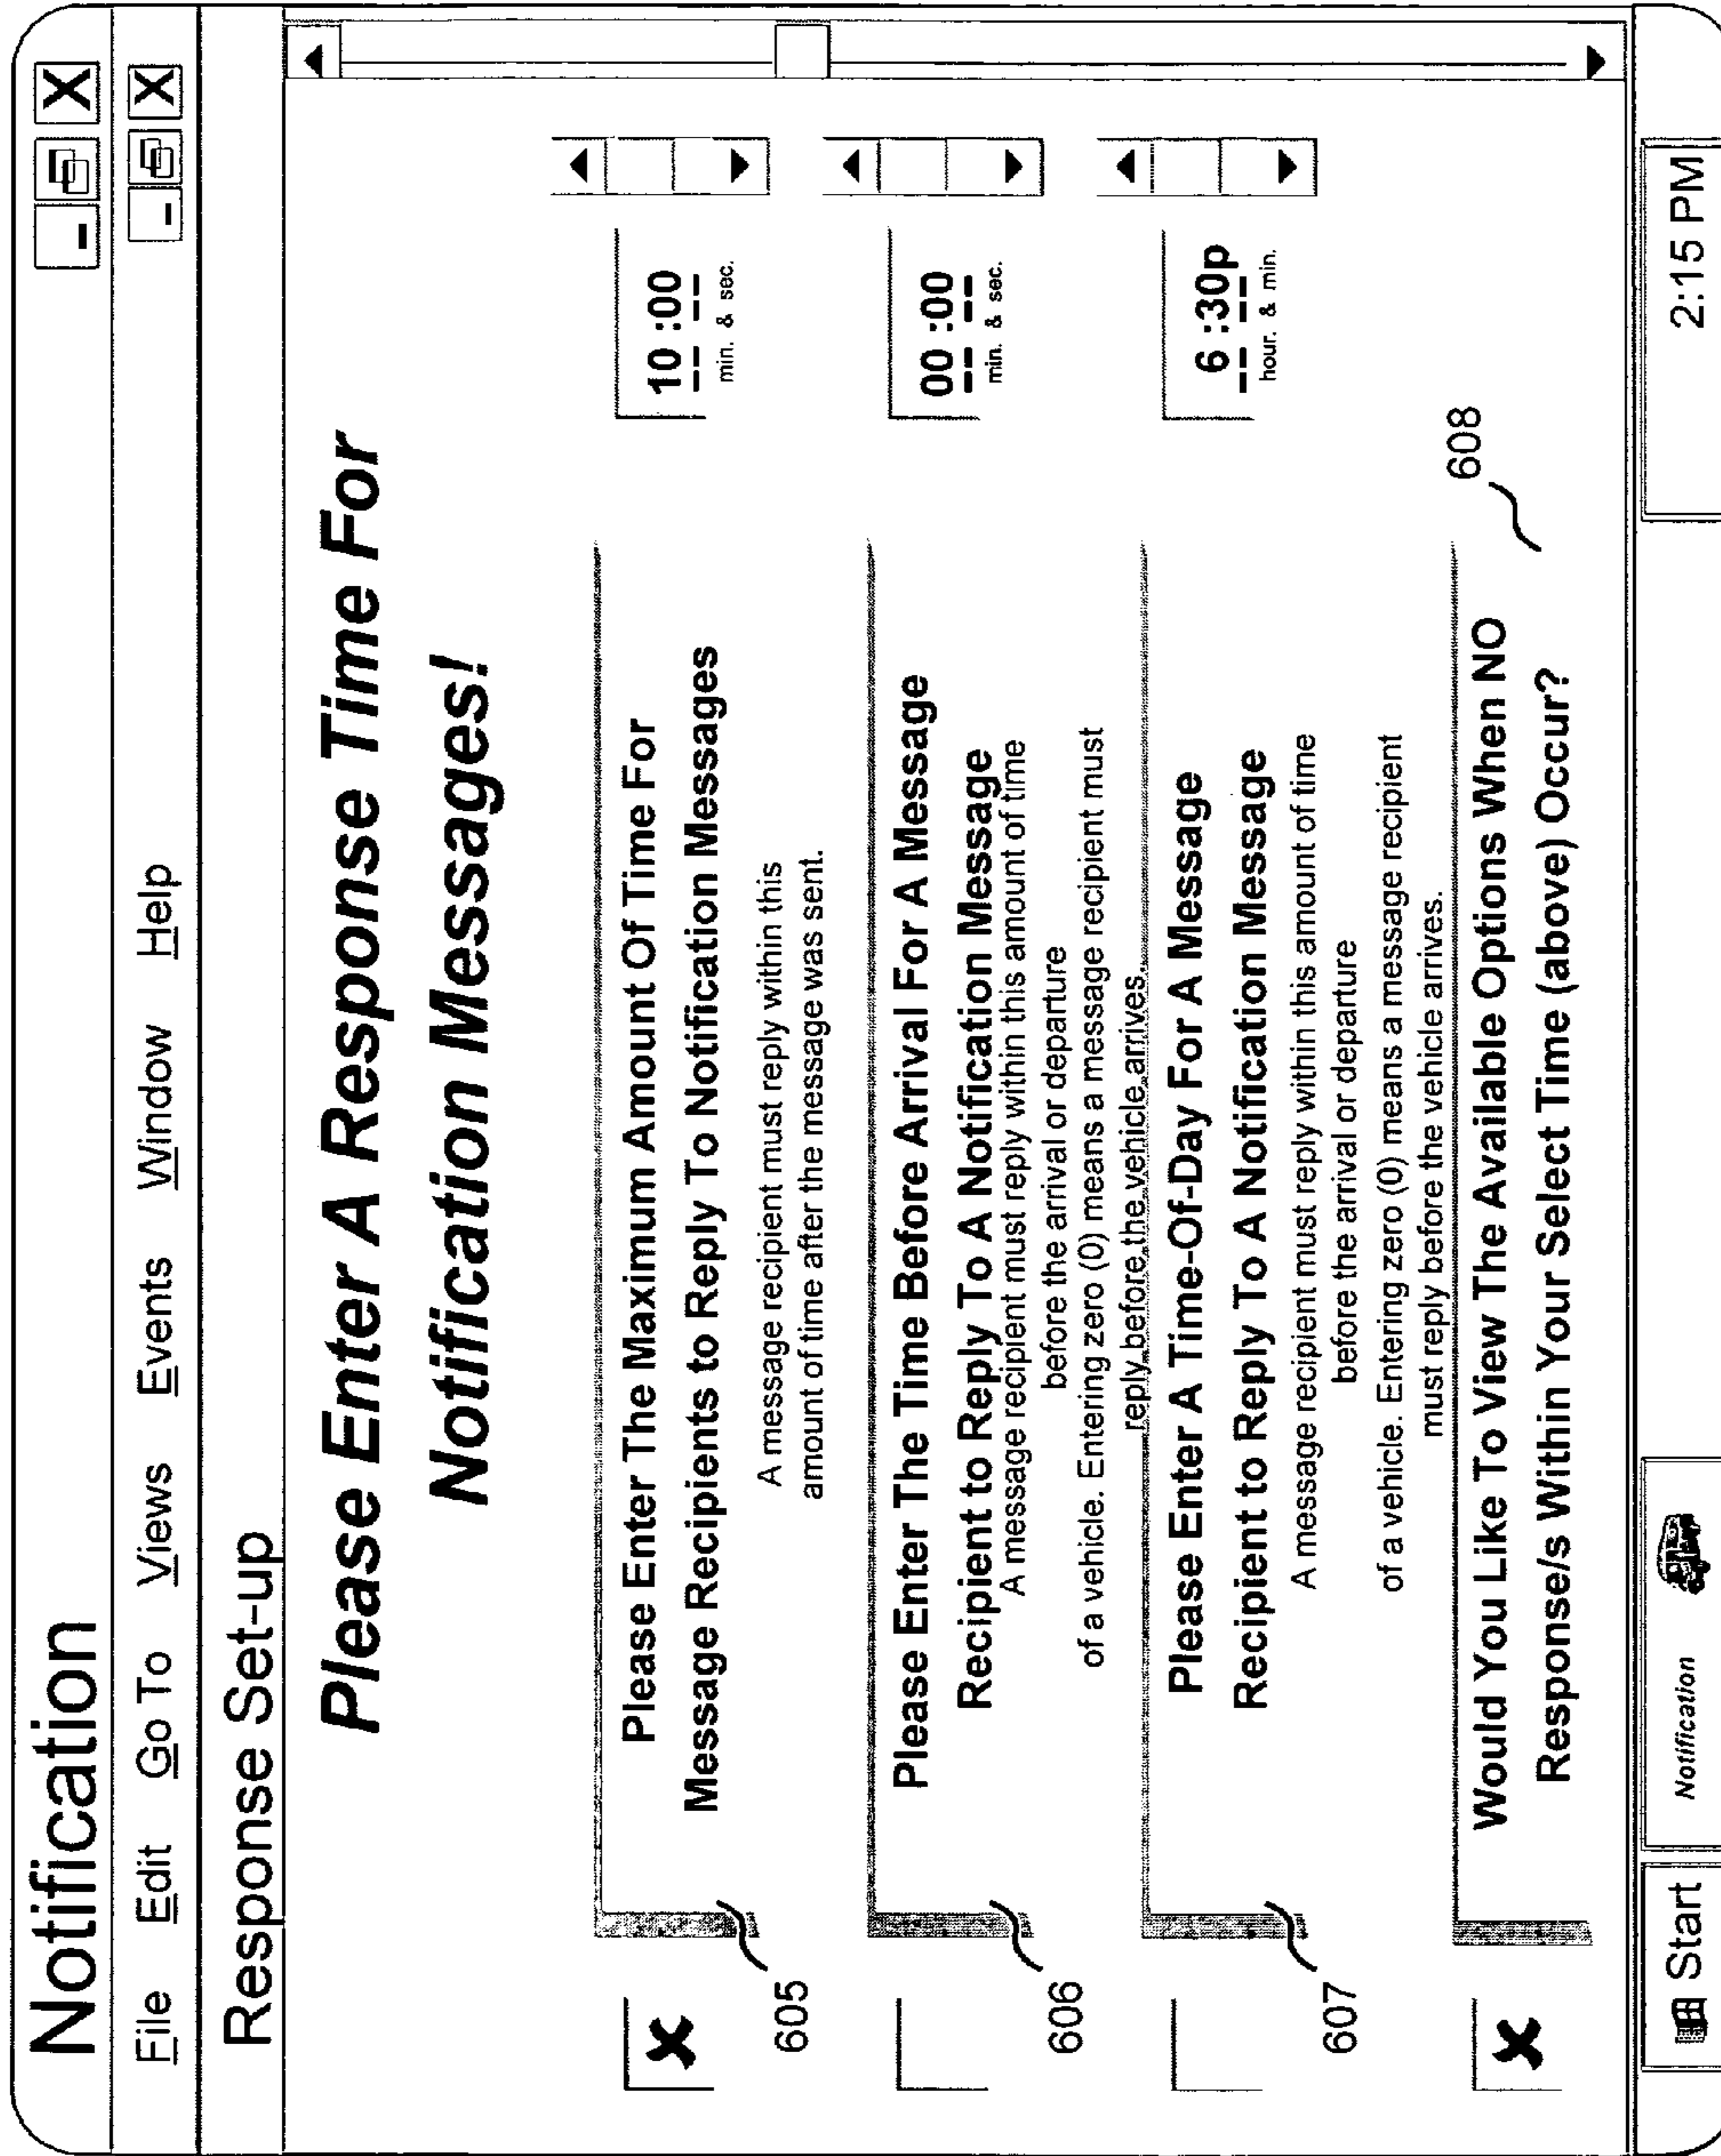 Notification
_ X
File Edit Go To Views Events Window Help
_ X
Response Set-up
Please Enter A Response Time For
Notification Messages!
X
605
Please Enter The Maximum Amount Of Time For
Message Recipients to Reply To Notification Messages
A message recipient must reply within this
amount of time after the message was sent.
10 :00
min. & sec.
606
Please Enter The Time Before Arrival For A Message
Recipient to Reply To A Notification Message
A message recipient must reply within this amount of time
before the arrival or departure
of a vehicle. Entering zero (0) means a message recipient must
reply before the vehicle arrives.
00 :00
min. & sec.
607
Please Enter A Time-Of-Day For A Message
Recipient to Reply To A Notification Message
A message recipient must reply within this amount of time
before the arrival or departure
of a vehicle. Entering zero (0) means a message recipient
must reply before the vehicle arrives.
6 :30p
hour. & min.
X
608
Would You Like To View The Available Options When NO
Response/s Within Your Select Time (above) Occur?
Start
Notification
2:15 PM